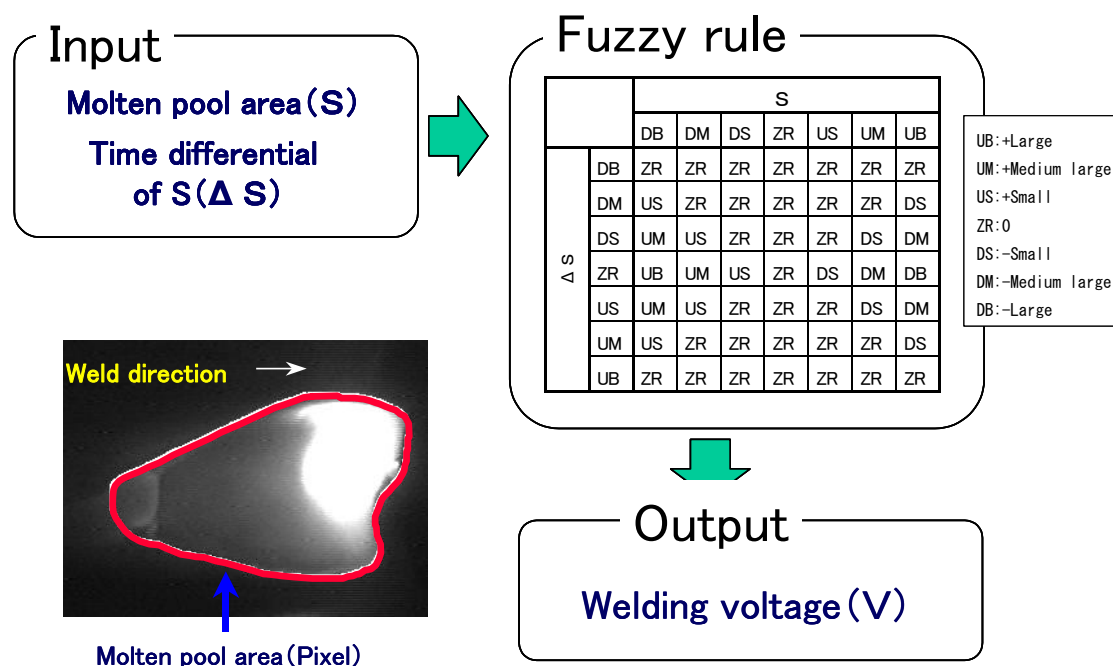 Input
Molten pool area(S)
Time differential
of S(Δ S)
Fuzzy rule
S
DB DM DS ZR US UM UB
DB ZR ZR ZR ZR ZR ZR ZR
DM US ZR ZR ZR ZR ZR DS
DS UM US ZR ZR ZR DS DM
ZR UB UM US ZR DS DM DB
US UM US ZR ZR ZR DS DM
UM US ZR ZR ZR ZR ZR DS
UB ZR ZR ZR ZR ZR ZR ZR
Δ S
UB:+Large
UM:+Medium large
US:+Small
ZR:0
DS:-Small
DM:-Medium large
DB:-Large
Weld direction
Molten pool area(Pixel)
Output
Welding voltage(V)